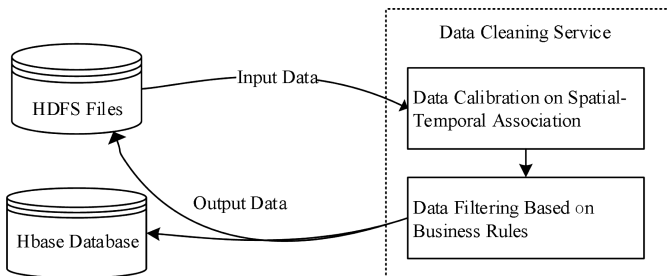 Data Cleaning Service
HDFS Files
Input Data
Data Calibration on Spatial-
Temporal Association
Output Data
Data Filtering Based on
Business Rules
Hbase Database